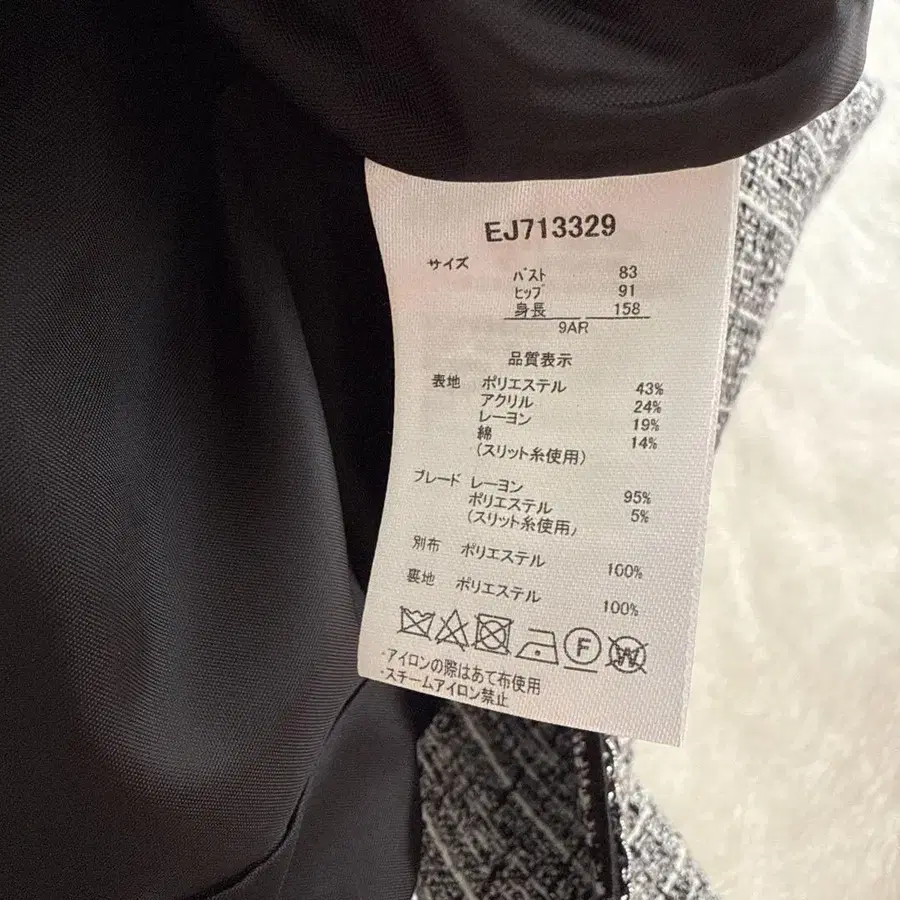 EJ713329
サイズ
バスト 83
ヒップ 91
身長 158
9AR
品質表示
表地 ポリエステル 43%
アクリル 24%
レーヨン 19%
綿 14%
(スリット糸使用)
ブレード レーヨン 95%
ポリエステル 5%
(スリット糸使用)
別布 ポリエステル 100%
裏地 ポリエステル 100%
F W
・アイロンの際はあて布使用
・スチームアイロン禁止